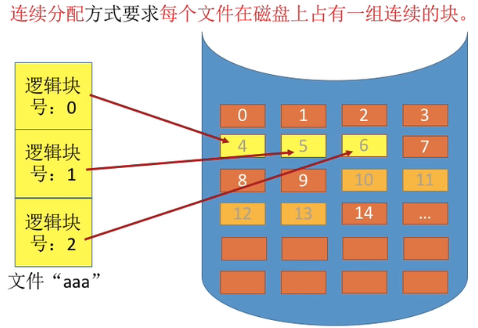 连续分配方式要求每个文件在磁盘上占有一组连续的块。
逻辑块
号：0
逻辑块
号：1
逻辑块
号：2
文件“aaa”
0 1 2 3
4 5 6 7
8 9 10 11
12 13 14 ...